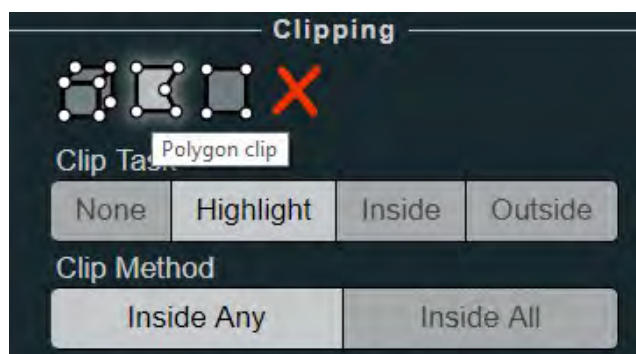 Clipping
Polygon clip
Clip Task
None Highlight Inside Outside
Clip Method
Inside Any Inside All